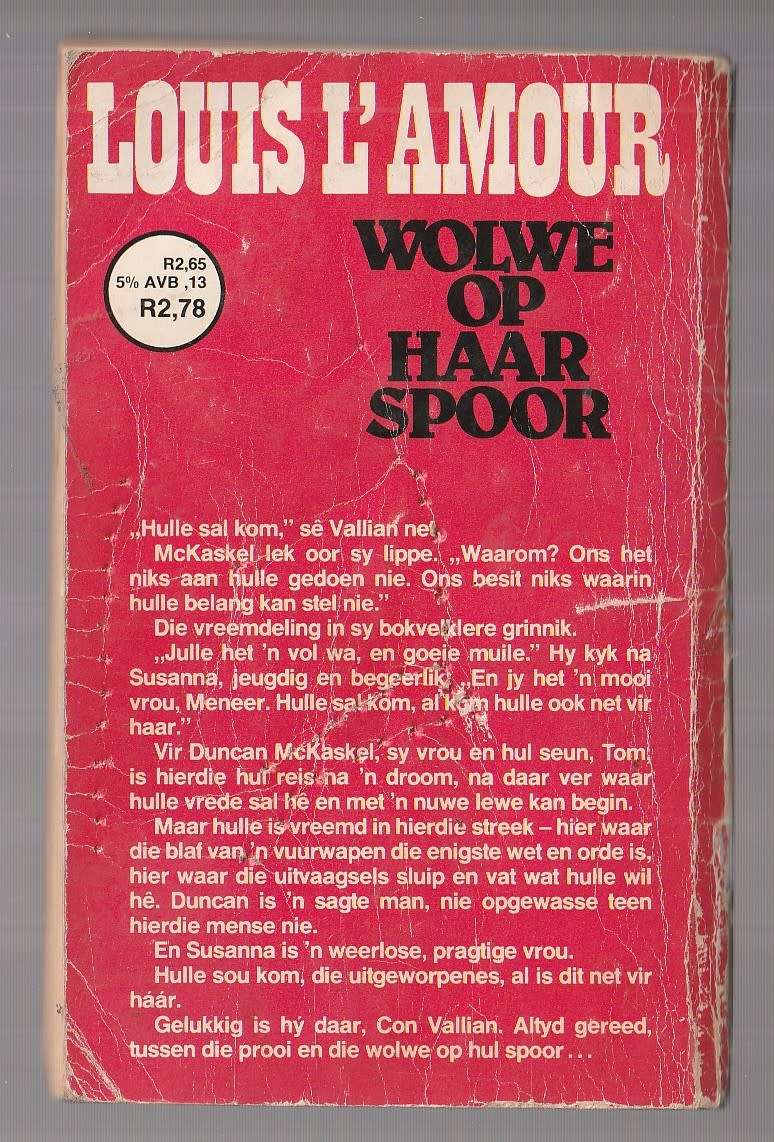 LOUIS L'AMOUR
WOLWE
OP
HAAR
SPOOR
R2,65
5% AVB ,13
R2,78
„Hulle sal kom,” sê Vallian net.
McKaskel lek oor sy lippe. „Waarom? Ons het
niks aan hulle gedoen nie. Ons besit niks waarin
hulle belang kan stel nie.”
Die vreemdeling in sy bokvelklere grinnik.
„Julle het 'n vol wa, en goeie muile.” Hy kyk na
Susanna, jeugdig en begeerlik. „En jy het 'n mooi
vrou, Meneer. Hulle sal kom, al kom hulle ook net vir
haar.”
Vir Duncan McKaskel, sy vrou en hul seun, Tom,
is hierdie hul reis na 'n droom, na daar ver waar
hulle vrede sal hê en met 'n nuwe lewe kan begin.
Maar hulle is vreemd in hierdie streek – hier waar
die blaf van 'n vuurwapen die enigste wet en orde is,
hier waar die uitvaagsels sluip en vat wat hulle wil
hê. Duncan is 'n sagte man, nie opgewasse teen
hierdie mense nie.
En Susanna is 'n weerlose, pragtige vrou.
Hulle sou kom, die uitgeworpenes, al is dit net vir
háár.
Gelukkig is hý daar, Con Vallian. Altyd gereed,
tussen die prooi en die wolwe op hul spoor . . .